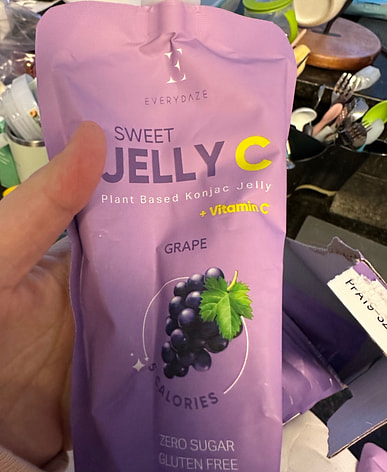 E
EVERYDAZE
SWEET
JELLY C
Plant Based Konjac Jelly
+ Vitamin C
GRAPE
CALORIES
ZERO SUGAR
GLUTEN FREE